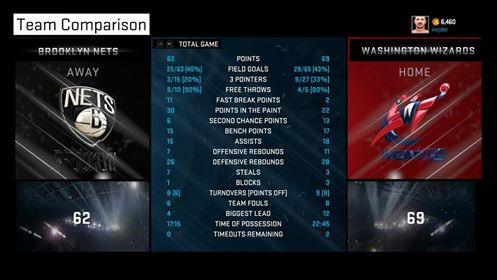 Team Comparison
6,460
wojdoi
BROOKLYN NETS
TOTAL GAME
WASHINGTON WIZARDS
AWAY
HOME
NETS
B
WIZARDS
62 POINTS 69
25/63 (40%) FIELD GOALS 28/65 (43%)
3/15 (20%) 3 POINTERS 9/27 (33%)
9/10 (90%) FREE THROWS 4/5 (80%)
11 FAST BREAK POINTS 2
30 POINTS IN THE PAINT 22
6 SECOND CHANCE POINTS 13
15 BENCH POINTS 17
15 ASSISTS 18
7 OFFENSIVE REBOUNDS 11
26 DEFENSIVE REBOUNDS 28
7 STEALS 3
1 BLOCKS 3
8 (6) TURNOVERS (POINTS OFF) 9 (8)
6 TEAM FOULS 8
4 BIGGEST LEAD 12
17:15 TIME OF POSSESSION 22:45
0 TIMEOUTS REMAINING 2
62
69